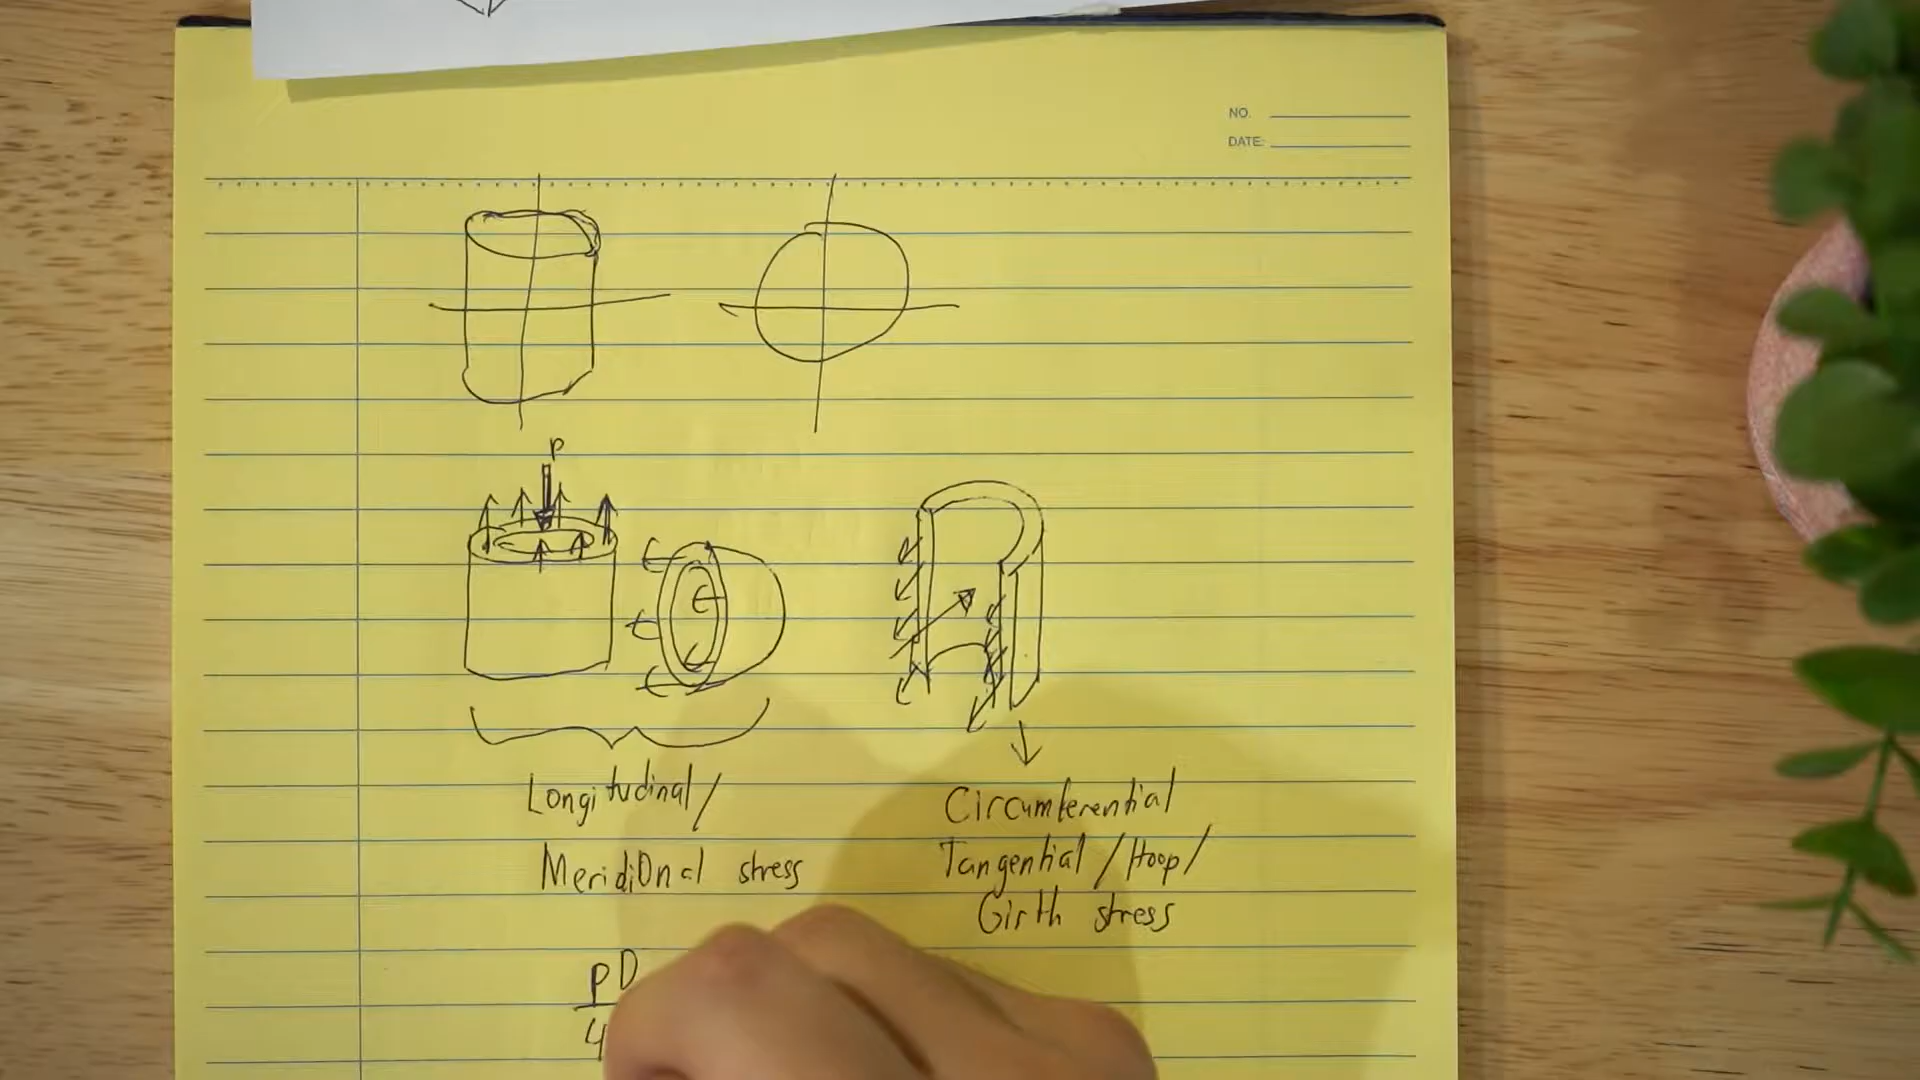 NO.
DATE:
P
Longitudinal/
Meridional stress
Circumferential
Tangential/Hoop/
Girth stress
PD
4